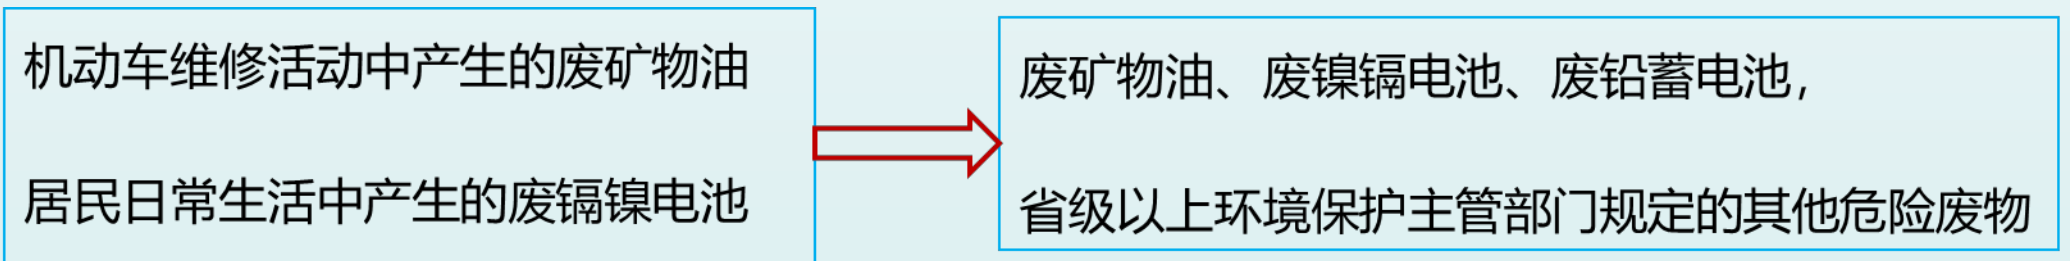 机动车维修活动中产生的废矿物油
居民日常生活中产生的废镉镍电池
废矿物油、废镍镉电池、废铅蓄电池，
省级以上环境保护主管部门规定的其他危险废物